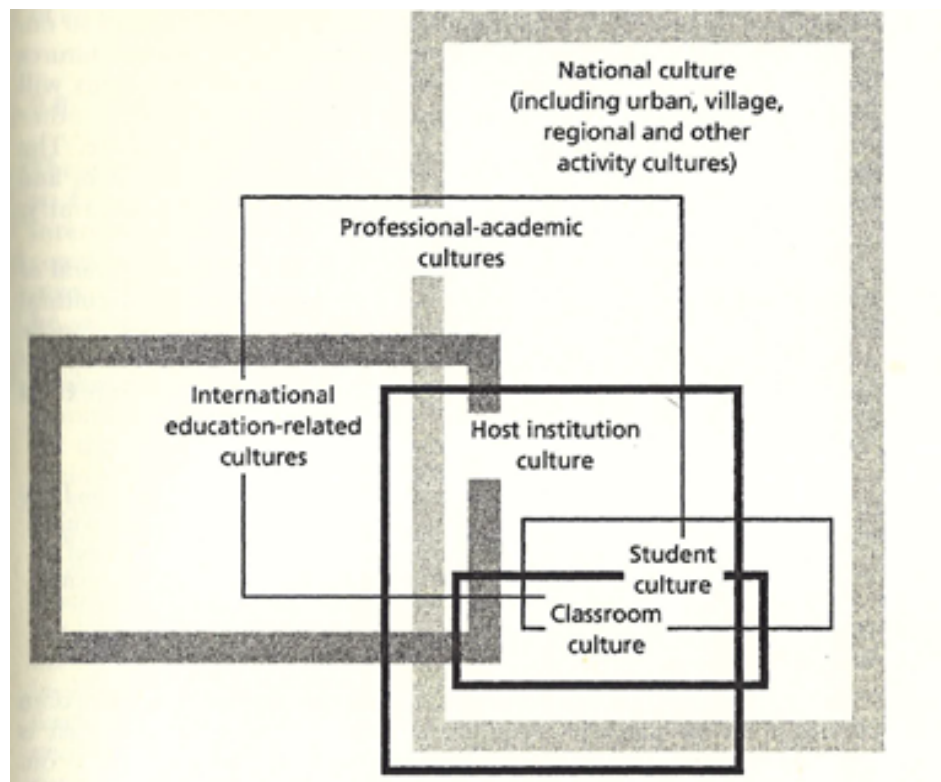 National culture
(including urban, village,
regional and other
activity cultures)
Professional-academic
cultures
International
education-related
cultures
Host institution
culture
Student
culture
Classroom
culture